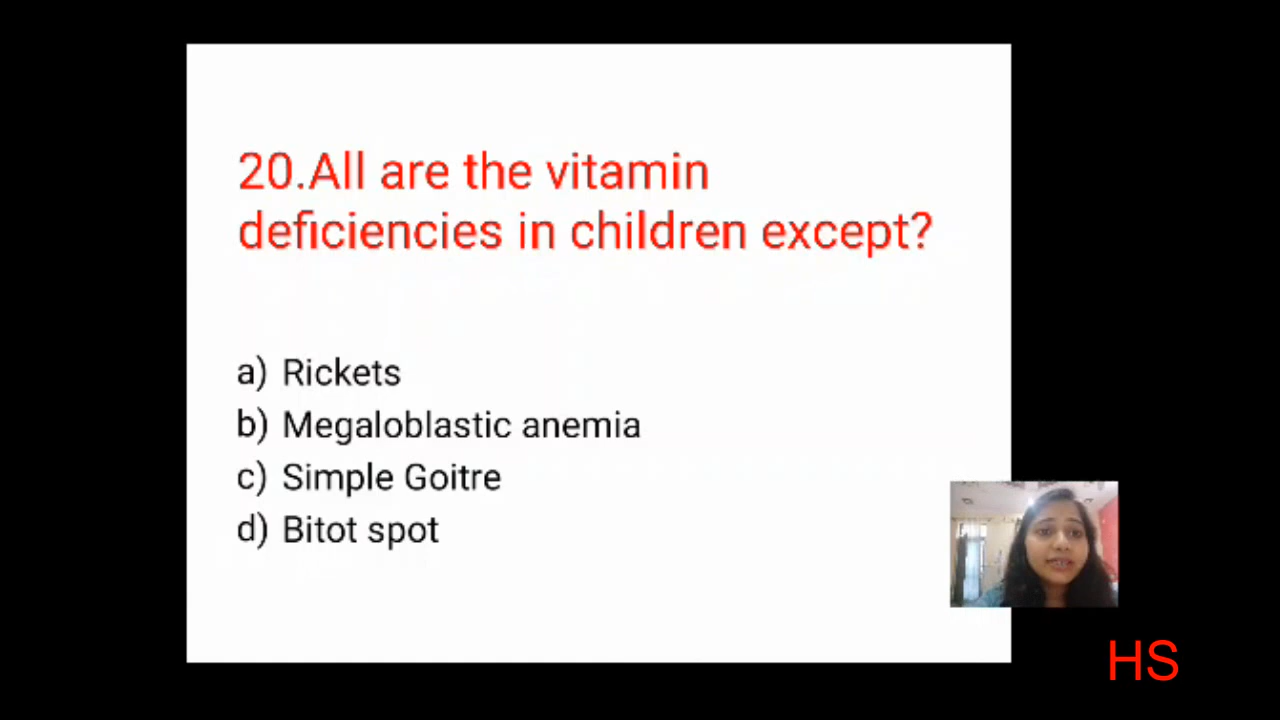 20.All are the vitamin
deficiencies in children except?
a) Rickets
b) Megaloblastic anemia
c) Simple Goitre
d) Bitot spot
HS